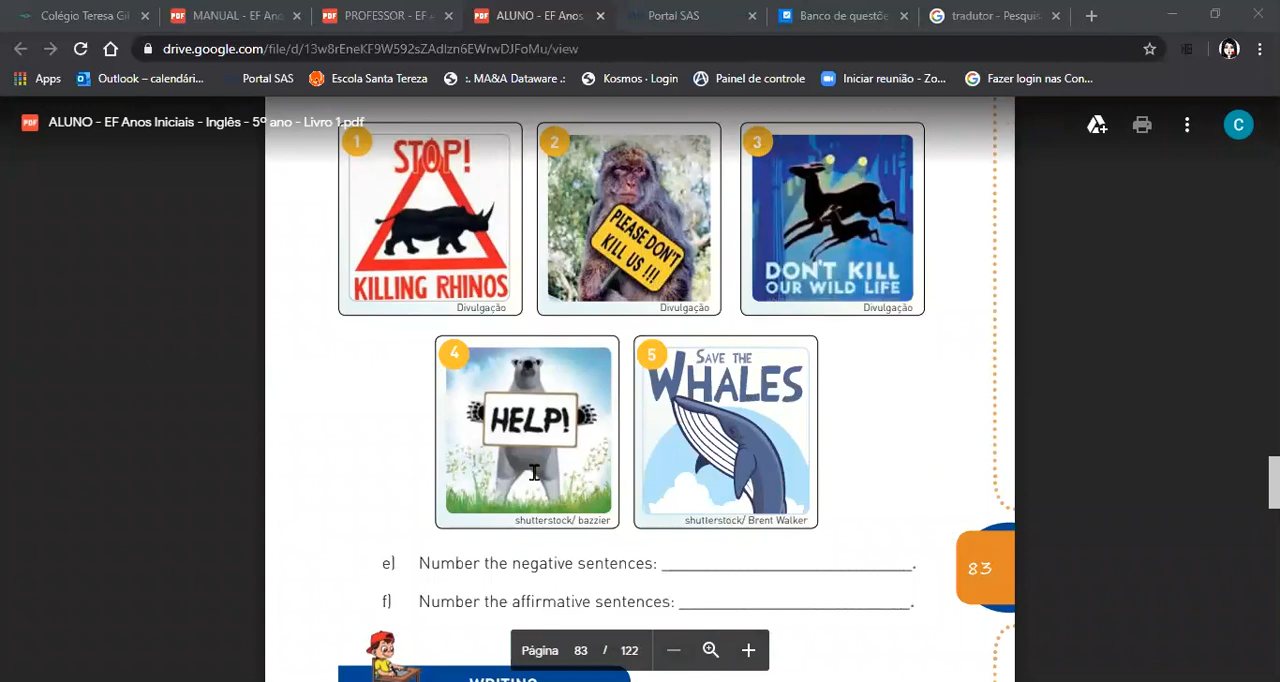 Colégio Teresa Gi
MANUAL - EF An
PROFESSOR - EF
ALUNO - EF Anos
Portal SAS
Banco de questõe
tradutor - Pesquis
drive.google.com/file/d/13w8rEneKF9W592sZAdlzn6EWrwDJFoMu/view
Apps
Outlook – calendári...
Portal SAS
Escola Santa Tereza
:. MA&A Dataware .:
Kosmos · Login
Painel de controle
Iniciar reunião - Zo...
Fazer login nas Con...
PDF
ALUNO - EF Anos Iniciais - Inglês - 5º ano - Livro 1.pdf
C
1
STOP!
KILLING RHINOS
Divulgação
2
PLEASE DON'T
KILL US !!!
Divulgação
3
DON'T KILL
OUR WILD LIFE
Divulgação
4
HELP!
shutterstock/ bazzier
5
SAVE THE
WHALES
shutterstock/ Brent Walker
e) Number the negative sentences: ______________________.
f) Number the affirmative sentences: ____________________.
83
Página 83 / 122
WRITING